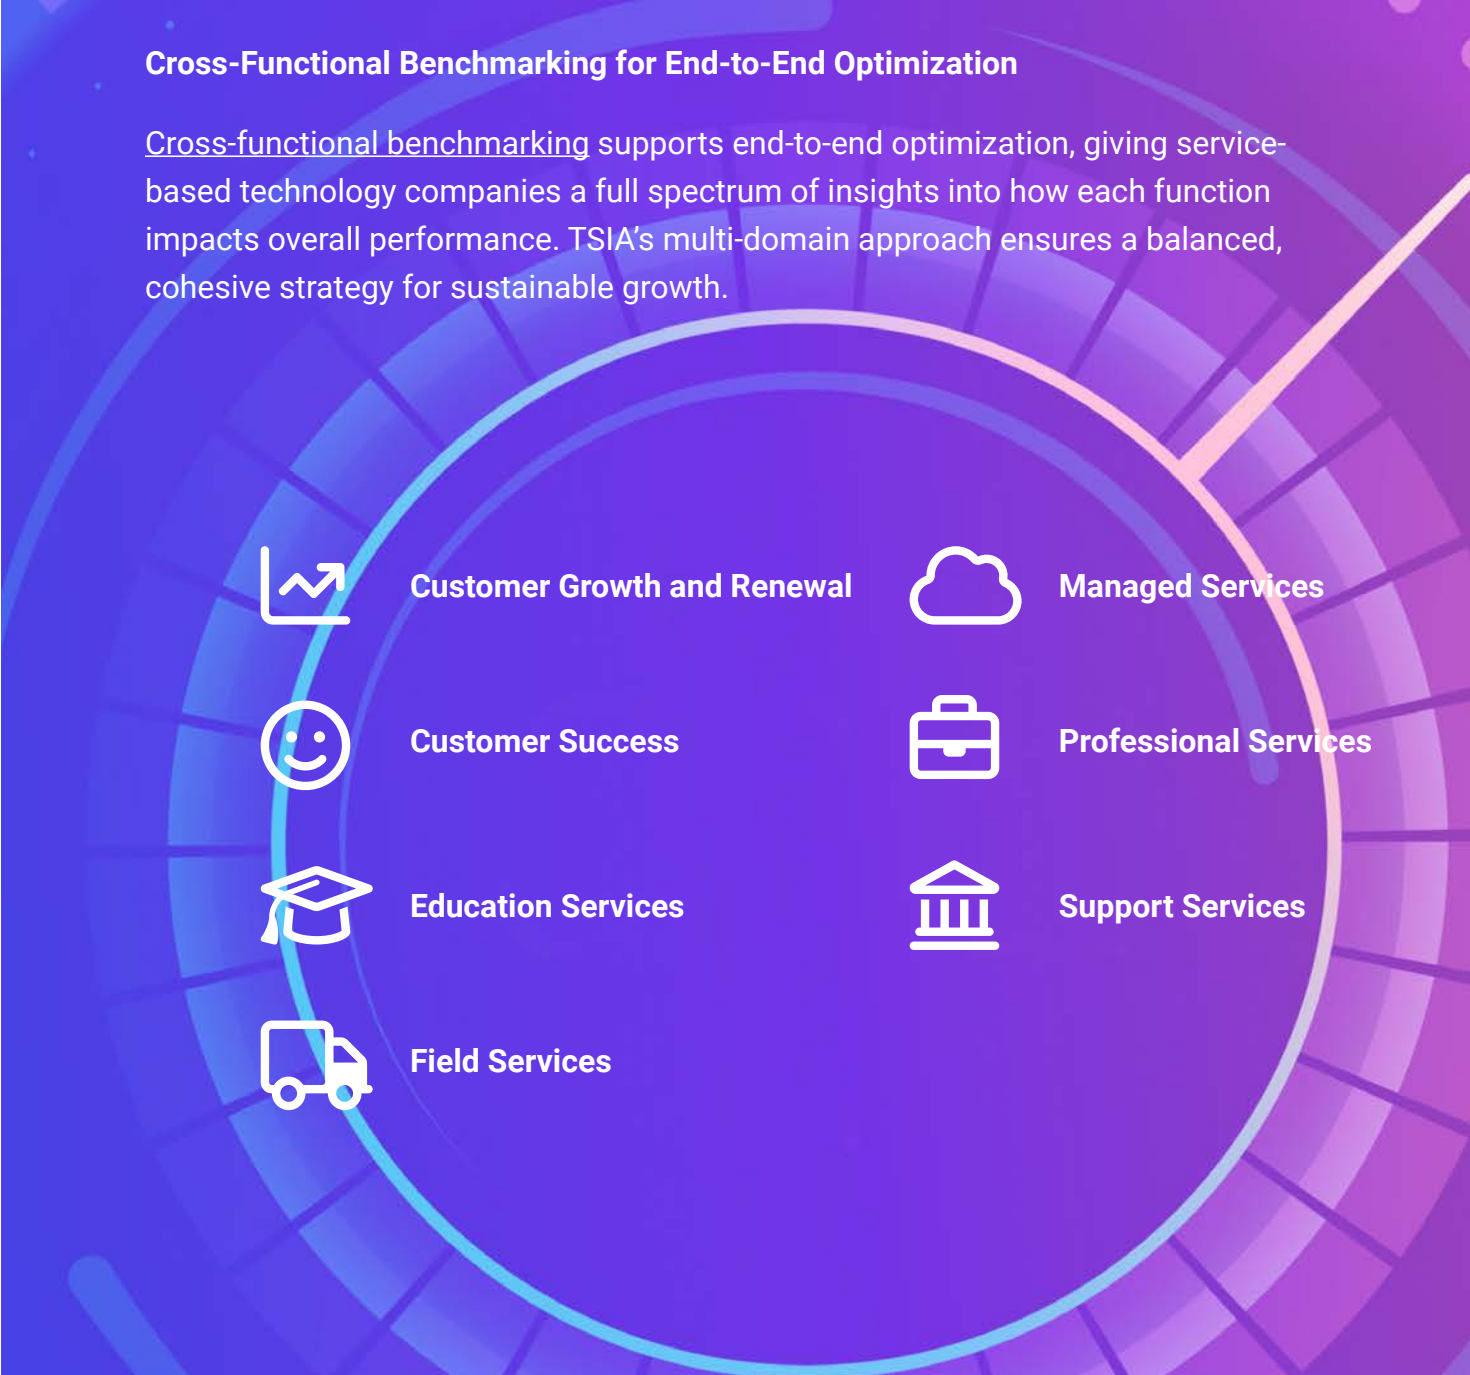 Cross-Functional Benchmarking for End-to-End Optimization
Cross-functional benchmarking supports end-to-end optimization, giving service-
based technology companies a full spectrum of insights into how each function
impacts overall performance. TSIA’s multi-domain approach ensures a balanced,
cohesive strategy for sustainable growth.
Customer Growth and Renewal
Customer Success
Education Services
Field Services
Managed Services
Professional Services
Support Services